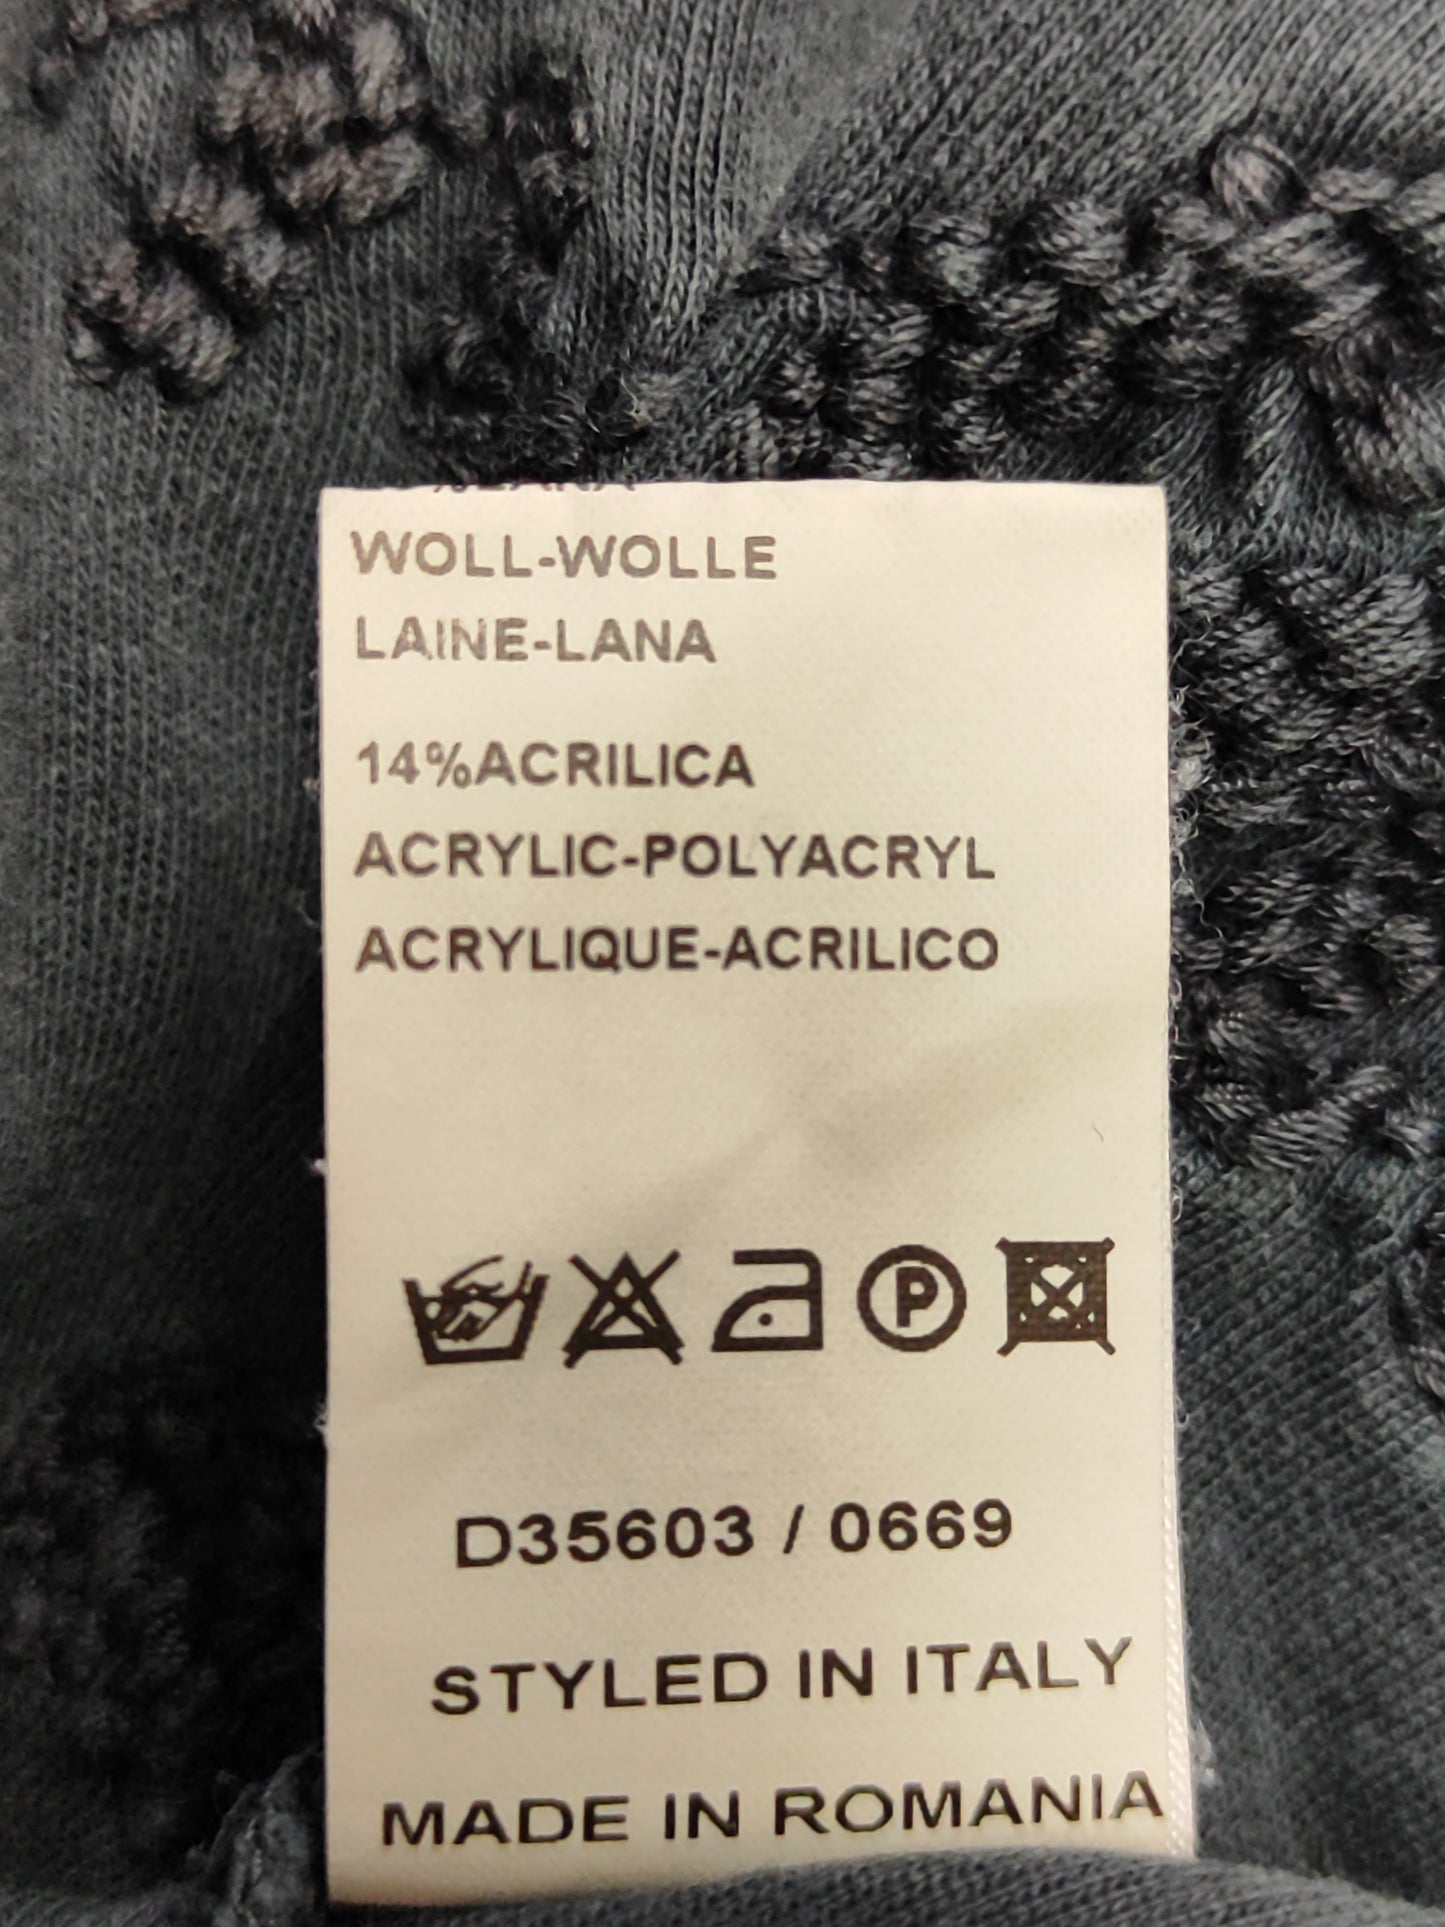 WOLL-WOLLE
LAINE-LANA
14%ACRILICA
ACRYLIC-POLYACRYL
ACRYLIQUE-ACRILICO
P
D35603 / 0669
STYLED IN ITALY
MADE IN ROMANIA